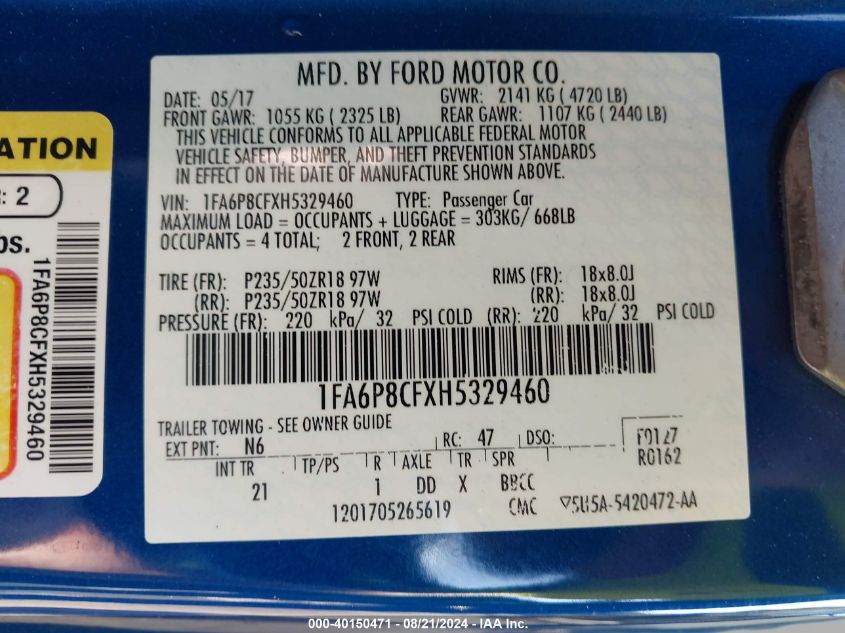 MFD. BY FORD MOTOR CO.
DATE: 05/17 GVWR: 2141 KG ( 4720 LB)
FRONT GAWR: 1055 KG ( 2325 LB) REAR GAWR: 1107 KG ( 2440 LB)
THIS VEHICLE CONFORMS TO ALL APPLICABLE FEDERAL MOTOR
VEHICLE SAFETY, BUMPER, AND THEFT PREVENTION STANDARDS
IN EFFECT ON THE DATE OF MANUFACTURE SHOWN ABOVE.
VIN: 1FA6P8CFXH5329460 TYPE: Passenger Car
MAXIMUM LOAD = OCCUPANTS + LUGGAGE = 303KG/ 668LB
OCCUPANTS = 4 TOTAL; 2 FRONT, 2 REAR
TIRE (FR): P235/50ZR18 97W RIMS (FR): 18x8.0J
(RR): P235/50ZR18 97W (RR): 18x8.0J
PRESSURE (FR): 220 kPa/ 32 PSI COLD (RR): 220 kPa/ 32 PSI COLD
1FA6P8CFXH5329460
TRAILER TOWING - SEE OWNER GUIDE
EXT PNT: N6 RC: 47 DSO: F0127
R0162
INT TR TP/PS R AXLE TR SPR
21 1 DD X BBCC
1201705265619 CMC 5U5A-5420472-AA
ATION
: 2
bs.
1FA6P8CFXH5329460
000-40150471 - 08/21/2024 - IAA Inc.